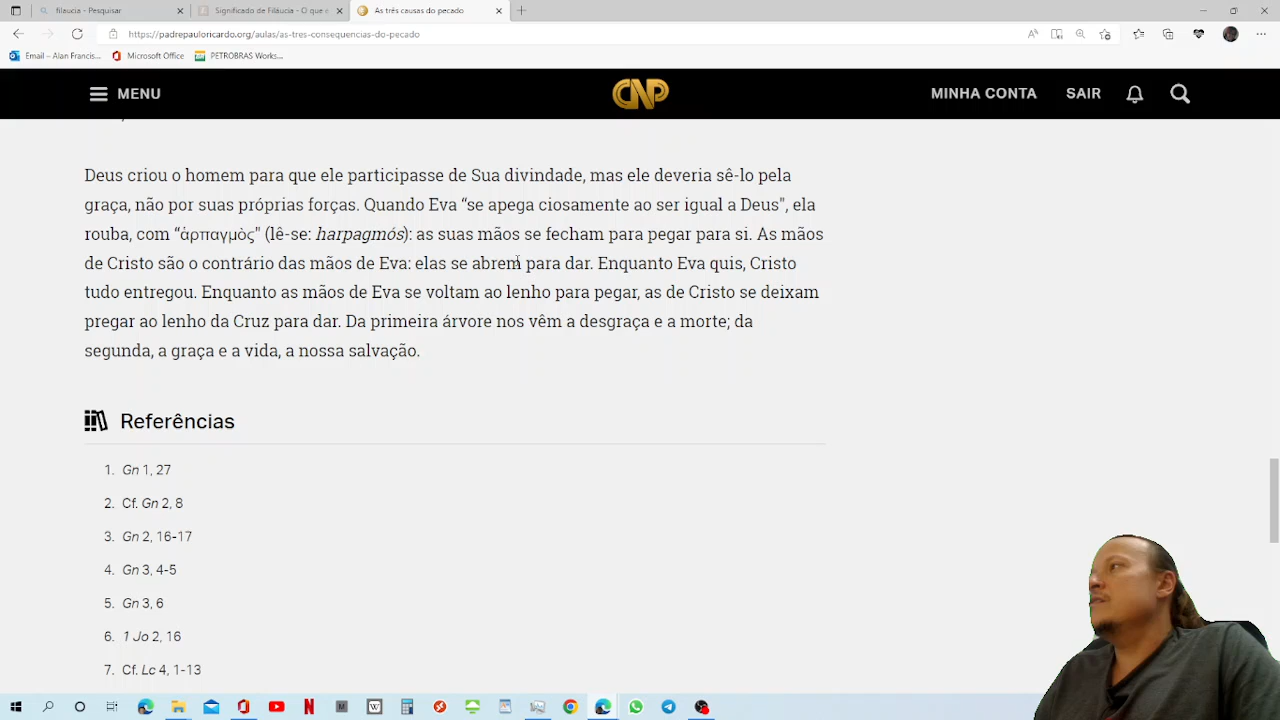 filaucia - Pesquisar
Significado de Filáucia - O que é
As três causas do pecado
https://padrepauloricardo.org/aulas/as-tres-consequencias-do-pecado
Email – Alan Francis...
Microsoft Office
PETROBRAS Works...
MENU
CNP
MINHA CONTA
SAIR
Deus criou o homem para que ele participasse de Sua divindade, mas ele deveria sê-lo pela
graça, não por suas próprias forças. Quando Eva “se apega ciosamente ao ser igual a Deus", ela
rouba, com “ἁρπαγμὸς” (lê-se: harpagmós): as suas mãos se fecham para pegar para si. As mãos
de Cristo são o contrário das mãos de Eva: elas se abrem para dar. Enquanto Eva quis, Cristo
tudo entregou. Enquanto as mãos de Eva se voltam ao lenho para pegar, as de Cristo se deixam
pregar ao lenho da Cruz para dar. Da primeira árvore nos vêm a desgraça e a morte; da
segunda, a graça e a vida, a nossa salvação.
Referências
1. Gn 1, 27
2. Cf. Gn 2, 8
3. Gn 2, 16-17
4. Gn 3, 4-5
5. Gn 3, 6
6. 1 Jo 2, 16
7. Cf. Lc 4, 1-13